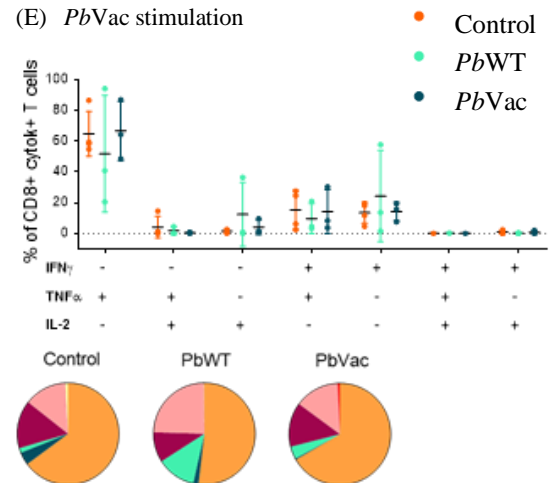 (E) PbVac stimulation
Control
PbWT
PbVac
% of CD8+ cytok+ T cells
100
80
60
40
20
0
IFNγ - - - + + + +
TNFα + + - + - + -
IL-2 - + + - - + +
Control PbWT PbVac